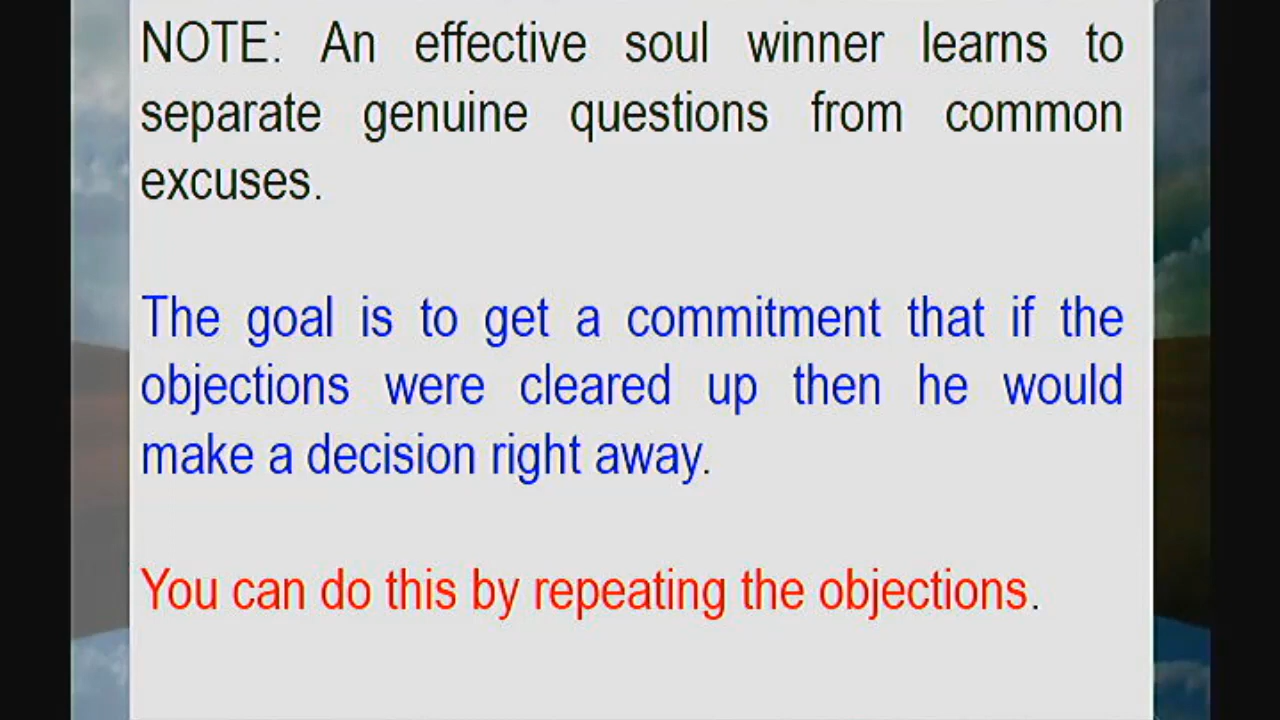 NOTE: An effective soul winner learns to
separate genuine questions from common
excuses.
The goal is to get a commitment that if the
objections were cleared up then he would
make a decision right away.
You can do this by repeating the objections.